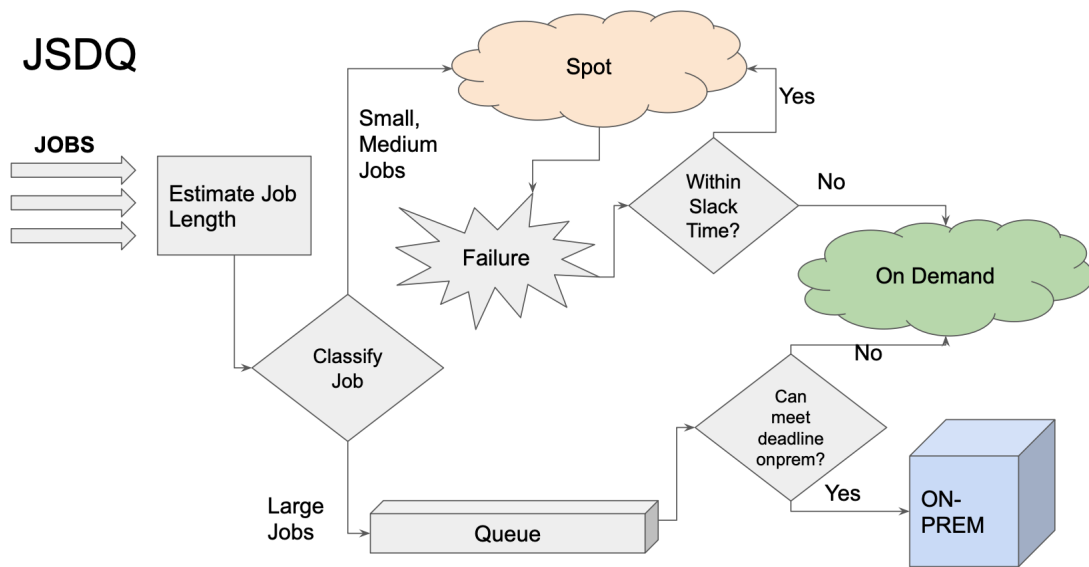 JSDQ
JOBS
Estimate Job
Length
Small,
Medium
Jobs
Spot
Yes
Within
Slack
Time?
No
Failure
On Demand
Classify
Job
No
Can
meet
deadline
onprem?
Yes
ON-
PREM
Large
Jobs
Queue